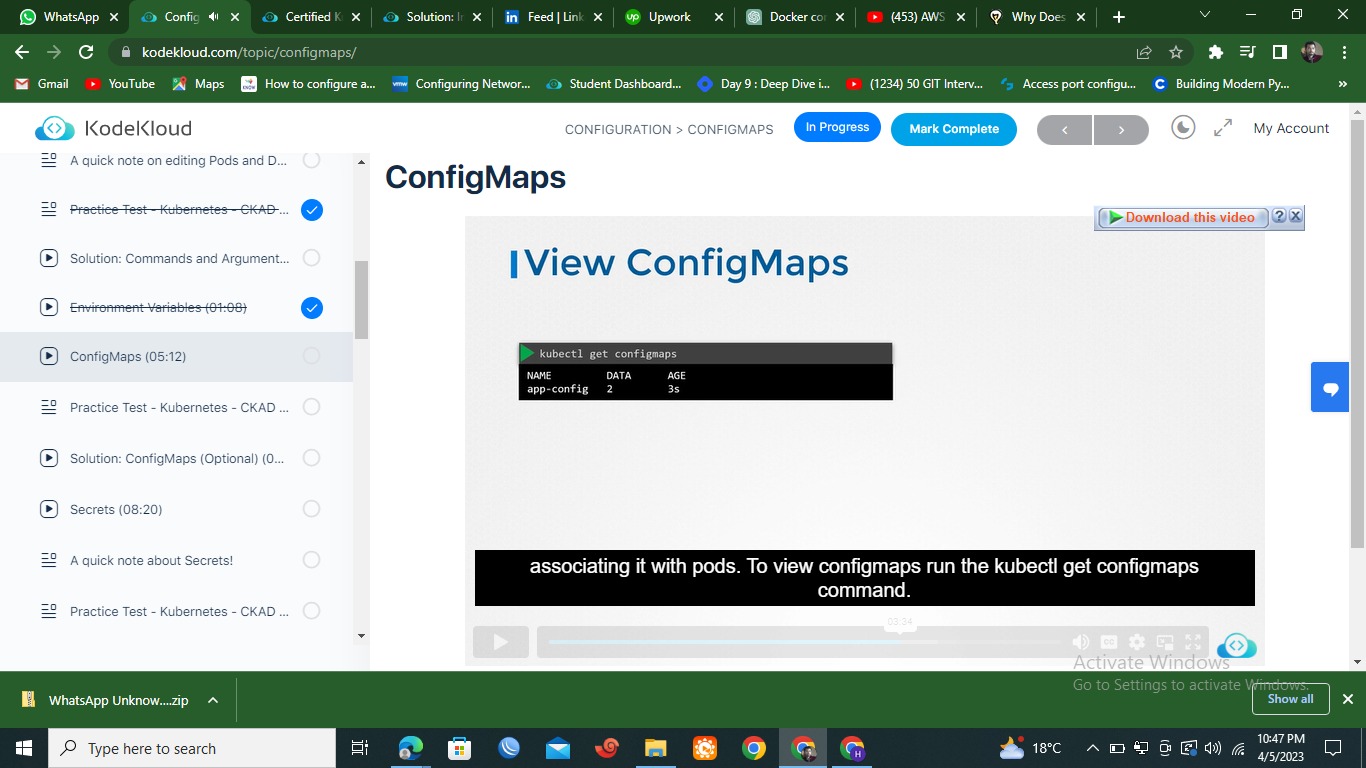 WhatsApp
Config
Certified K
Solution: I
Feed | Link
Upwork
Docker co
(453) AWS
Why Does
kodekloud.com/topic/configmaps/
Gmail
YouTube
Maps
How to configure a...
Configuring Networ...
Student Dashboard...
Day 9 : Deep Dive i...
(1234) 50 GIT Interv...
Access port configu...
Building Modern Py...
»
KodeKloud
CONFIGURATION > CONFIGMAPS
In Progress
Mark Complete
My Account
A quick note on editing Pods and D...
Practice Test - Kubernetes - CKAD ...
Solution: Commands and Argument...
Environment Variables (01:08)
ConfigMaps (05:12)
Practice Test - Kubernetes - CKAD ...
Solution: ConfigMaps (Optional) (0...
Secrets (08:20)
A quick note about Secrets!
Practice Test - Kubernetes - CKAD ...
ConfigMaps
Download this video
View ConfigMaps
kubectl get configmaps
NAME DATA AGE
app-config 2 3s
associating it with pods. To view configmaps run the kubectl get configmaps
command.
03:34
Activate Windows
Go to Settings to activate Windows.
WhatsApp Unknow....zip
Show all
Type here to search
18°C
10:47 PM
4/5/2023